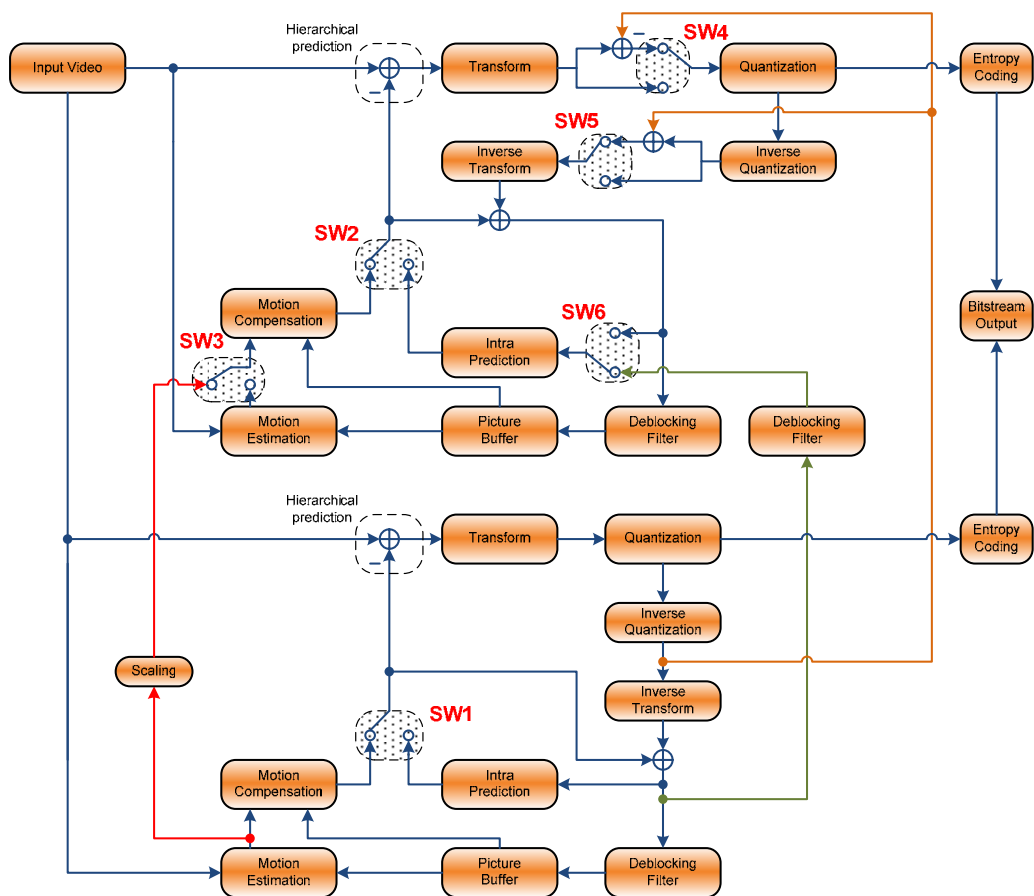 Hierarchical
prediction
SW4
Input Video
Transform
Quantization
Entropy
Coding
SW5
Inverse
Transform
Inverse
Quantization
SW2
Motion
Compensation
SW6
Bitstream
Output
SW3
Intra
Prediction
Motion
Estimation
Picture
Buffer
Deblocking
Filter
Deblocking
Filter
Hierarchical
prediction
Transform
Quantization
Entropy
Coding
Inverse
Quantization
Scaling
Inverse
Transform
SW1
Motion
Compensation
Intra
Prediction
Motion
Estimation
Picture
Buffer
Deblocking
Filter